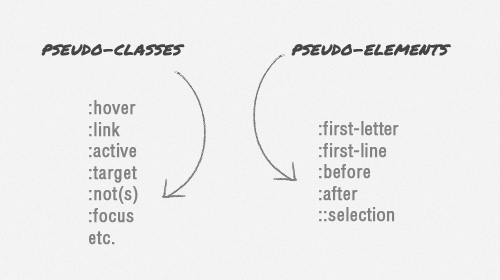 PSEUDO-CLASSES
:hover
:link
:active
:target
:not(s)
:focus
etc.
PSEUDO-ELEMENTS
:first-letter
:first-line
:before
:after
::selection